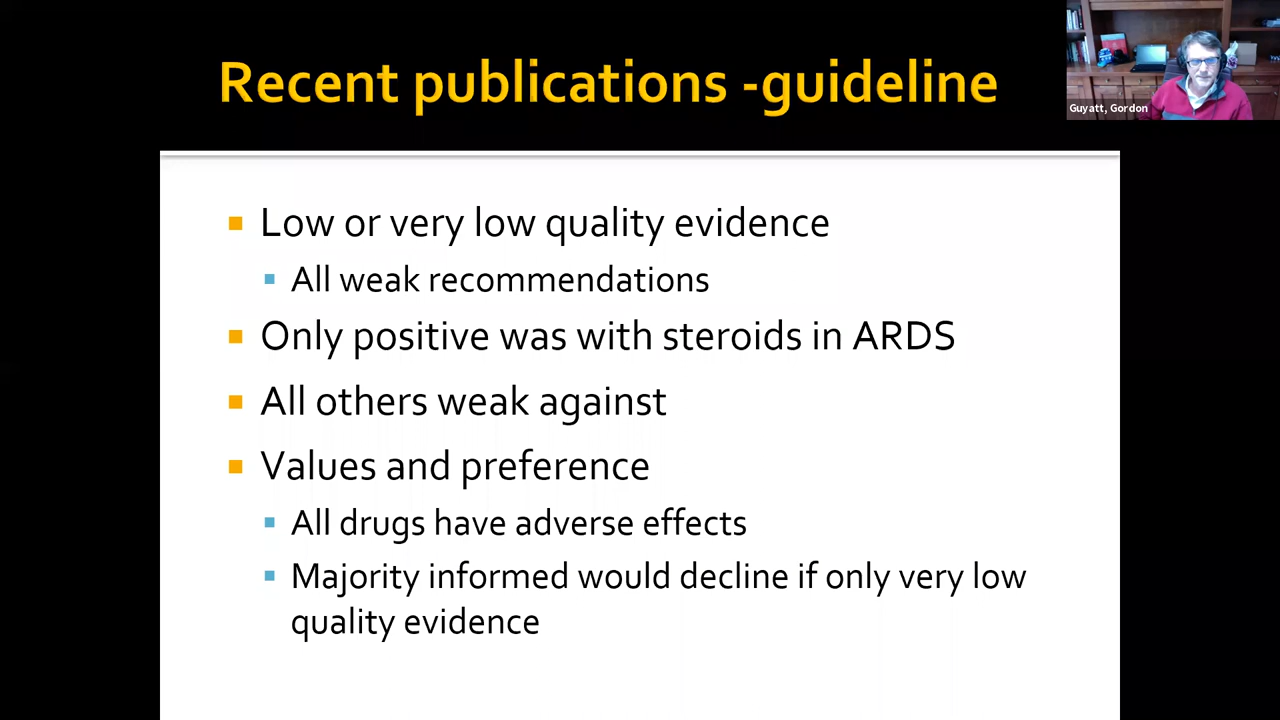 Recent publications -guideline
Guyatt, Gordon
Low or very low quality evidence
All weak recommendations
Only positive was with steroids in ARDS
All others weak against
Values and preference
All drugs have adverse effects
Majority informed would decline if only very low
quality evidence